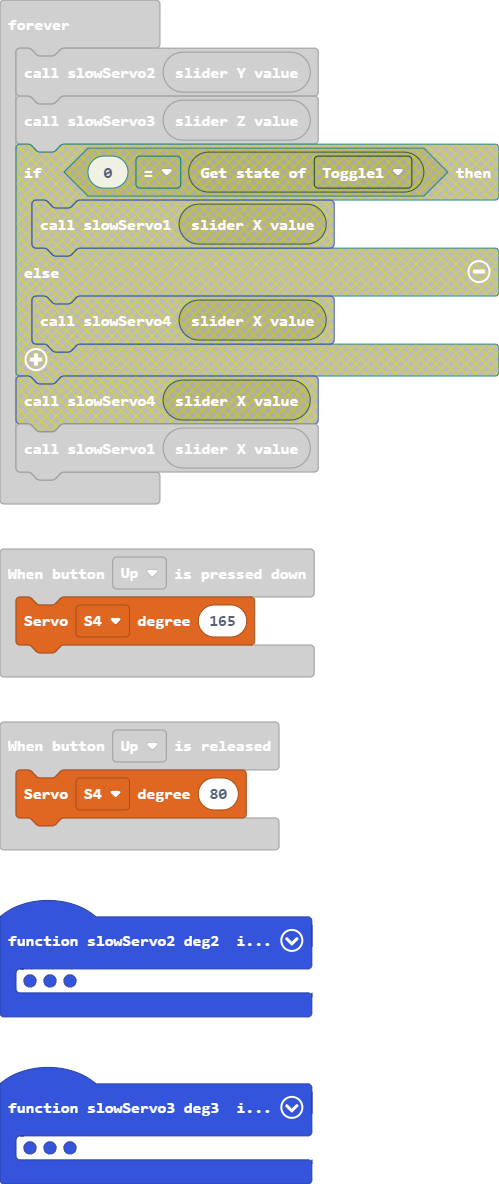 forever
call slowServo2 slider Y value
call slowServo3 slider Z value
if 0 = Get state of Toggle1 then
call slowServo1 slider X value
else
call slowServo4 slider X value
call slowServo4 slider X value
call slowServo1 slider X value
When button Up is pressed down
Servo S4 degree 165
When button Up is released
Servo S4 degree 80
function slowServo2 deg2 i...
function slowServo3 deg3 i...